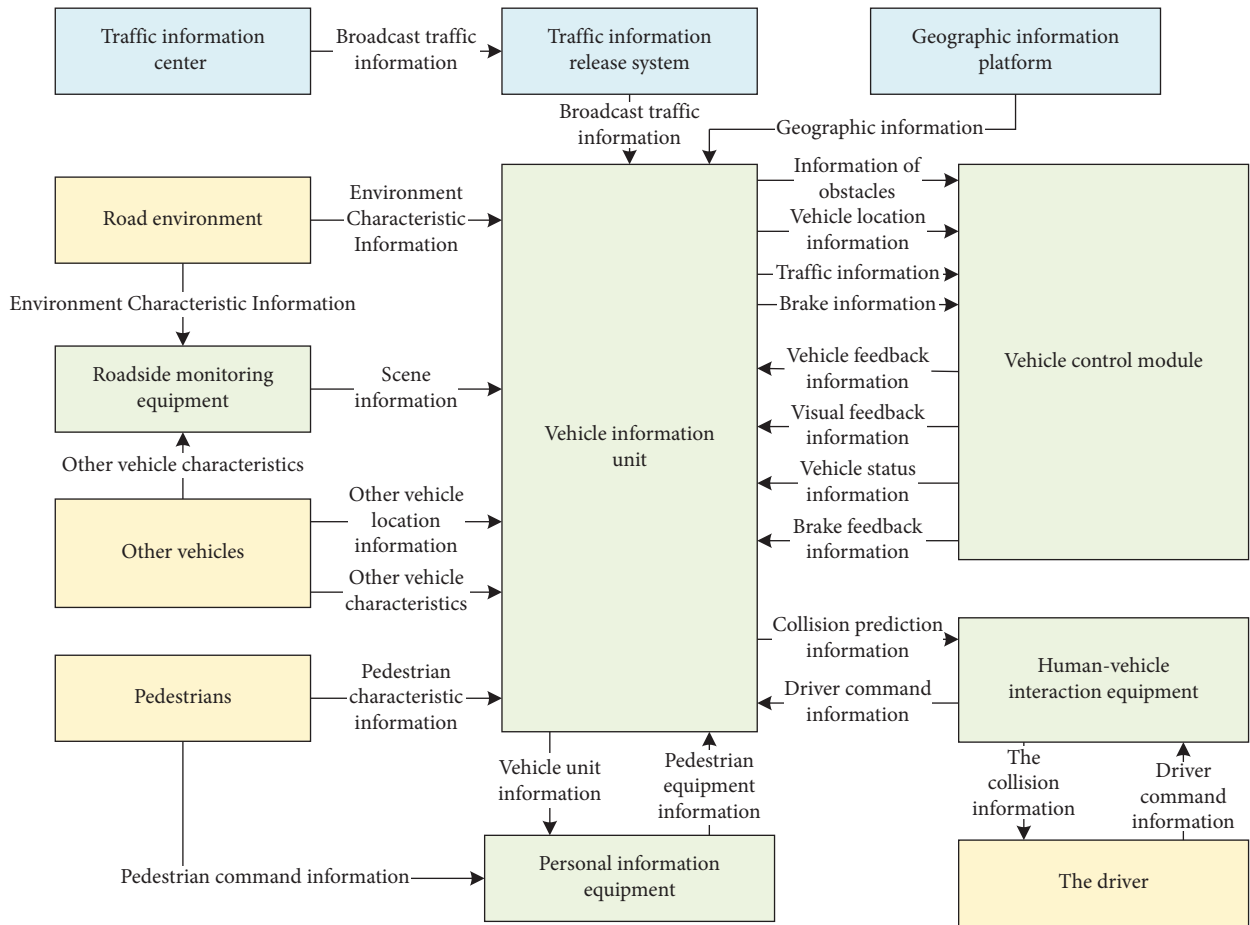 Traffic information
center
Broadcast traffic
information
Traffic information
release system
Geographic information
platform
Broadcast traffic
information
Geographic information
Road environment
Environment
Characteristic
Information
Environment Characteristic Information
Roadside monitoring
equipment
Scene
information
Other vehicle characteristics
Other vehicles
Other vehicle
location
information
Other vehicle
characteristics
Pedestrians
Pedestrian
characteristic
information
Pedestrian command information
Vehicle information
unit
Information of
obstacles
Vehicle location
information
Traffic information
Brake information
Vehicle feedback
information
Visual feedback
information
Vehicle status
information
Brake feedback
information
Vehicle control module
Collision prediction
information
Driver command
information
Human-vehicle
interaction equipment
Vehicle unit
information
Pedestrian
equipment
information
Personal information
equipment
The
collision
information
Driver
command
information
The driver